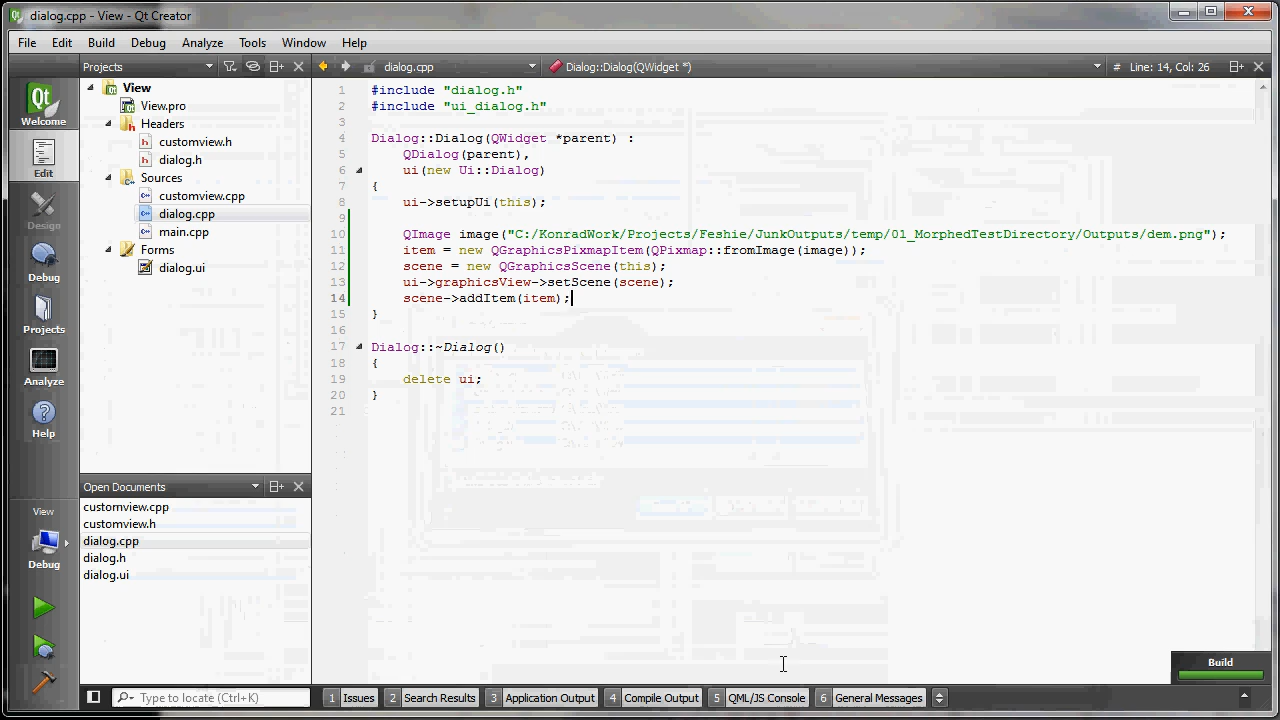 dialog.cpp - View - Qt Creator
File Edit Build Debug Analyze Tools Window Help
Projects
dialog.cpp
Dialog::Dialog(QWidget *)
# Line: 14, Col: 26
Qt
Welcome
Edit
Design
Debug
Projects
Analyze
Help
View
Debug
View
View.pro
Headers
customview.h
dialog.h
Sources
customview.cpp
dialog.cpp
main.cpp
Forms
dialog.ui
Open Documents
customview.cpp
customview.h
dialog.cpp
dialog.h
dialog.ui
1 #include "dialog.h"
2 #include "ui_dialog.h"
3
4 Dialog::Dialog(QWidget *parent) :
5 QDialog(parent),
6 ui(new Ui::Dialog)
7 {
8 ui->setupUi(this);
9
10 QImage image("C:/KonradWork/Projects/Feshie/JunkOutputs/temp/01_MorphedTestDirectory/Outputs/dem.png");
11 item = new QGraphicsPixmapItem(QPixmap::fromImage(image));
12 scene = new QGraphicsScene(this);
13 ui->graphicsView->setScene(scene);
14 scene->addItem(item);
15 }
16
17 Dialog::~Dialog()
18 {
19 delete ui;
20 }
21
Build
Type to locate (Ctrl+K)
1 Issues
2 Search Results
3 Application Output
4 Compile Output
5 QML/JS Console
6 General Messages